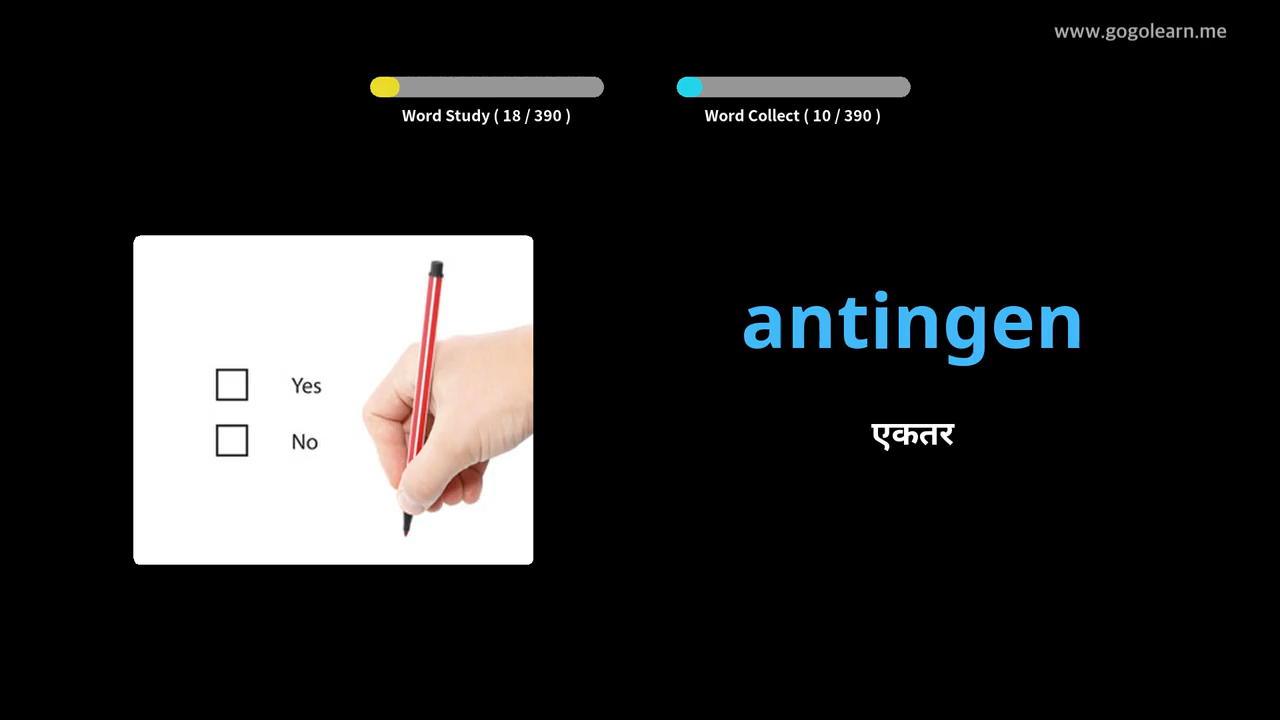 www.gogolearn.me
Word Study ( 18 / 390 )
Word Collect ( 10 / 390 )
Yes
No
antingen
एकतर